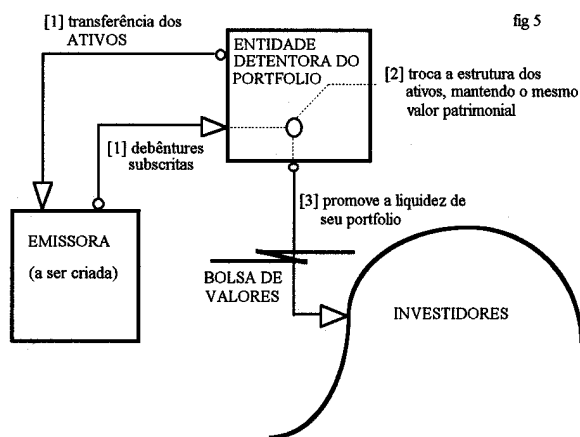 [1] transferência dos
ATIVOS
fig 5
ENTIDADE
DETENTORA DO
PORTFOLIO
[2] troca a estrutura dos
ativos, mantendo o mesmo
valor patrimonial
[1] debêntures
subscritas
[3] promove a liquidez de
seu portfolio
EMISSORA
(a ser criada)
BOLSA DE
VALORES
INVESTIDORES